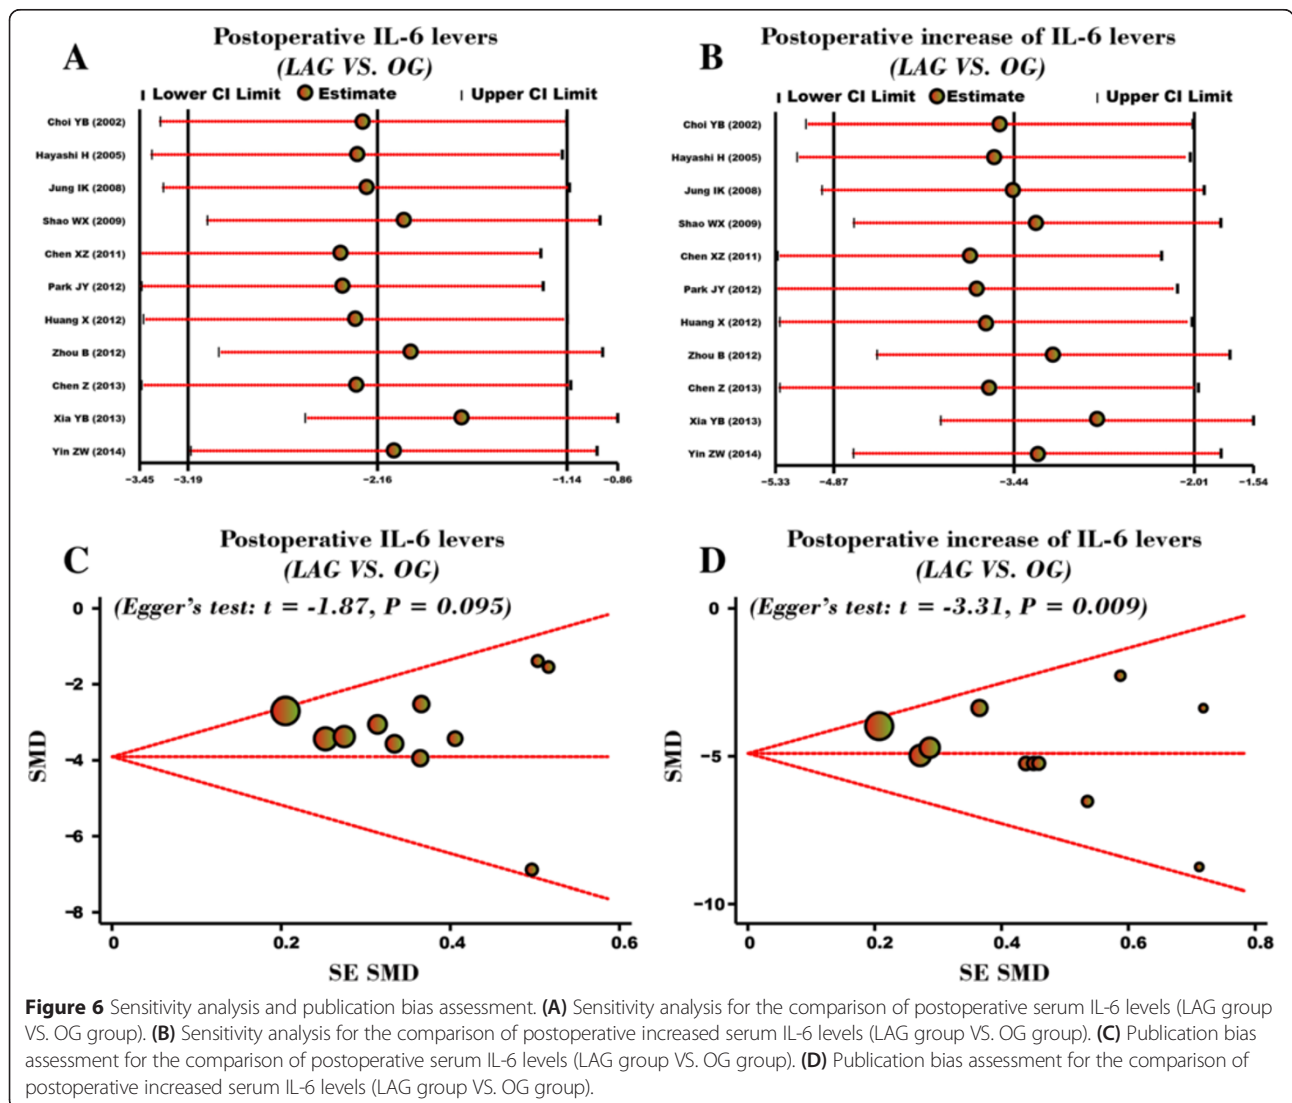 A
Postoperative IL-6 levers
(LAG VS. OG)
Lower CI Limit Estimate Upper CI Limit
Choi YB (2002)
Hayashi H (2005)
Jung IK (2008)
Shao WX (2009)
Chen XZ (2011)
Park JY (2012)
Huang X (2012)
Zhou B (2012)
Chen Z (2013)
Xia YB (2013)
Yin ZW (2014)
−3.45 −3.19 −2.16 −1.14 −0.86
B
Postoperative increase of IL-6 levers
(LAG VS. OG)
Lower CI Limit Estimate Upper CI Limit
Choi YB (2002)
Hayashi H (2005)
Jung IK (2008)
Shao WX (2009)
Chen XZ (2011)
Park JY (2012)
Huang X (2012)
Zhou B (2012)
Chen Z (2013)
Xia YB (2013)
Yin ZW (2014)
−5.33 −4.87 −3.44 −2.01 −1.54
C
Postoperative IL-6 levers
(LAG VS. OG)
(Egger's test: t = -1.87, P = 0.095)
SMD
0
−2
−4
−6
−8
0 0.2 0.4 0.6
SE SMD
D
Postoperative increase of IL-6 levers
(LAG VS. OG)
(Egger's test: t = -3.31, P = 0.009)
SMD
0
−5
−10
0 0.2 0.4 0.6 0.8
SE SMD
Figure 6 Sensitivity analysis and publication bias assessment. (A) Sensitivity analysis for the comparison of postoperative serum IL-6 levels (LAG group
VS. OG group). (B) Sensitivity analysis for the comparison of postoperative increased serum IL-6 levels (LAG group VS. OG group). (C) Publication bias
assessment for the comparison of postoperative serum IL-6 levels (LAG group VS. OG group). (D) Publication bias assessment for the comparison of
postoperative increased serum IL-6 levels (LAG group VS. OG group).